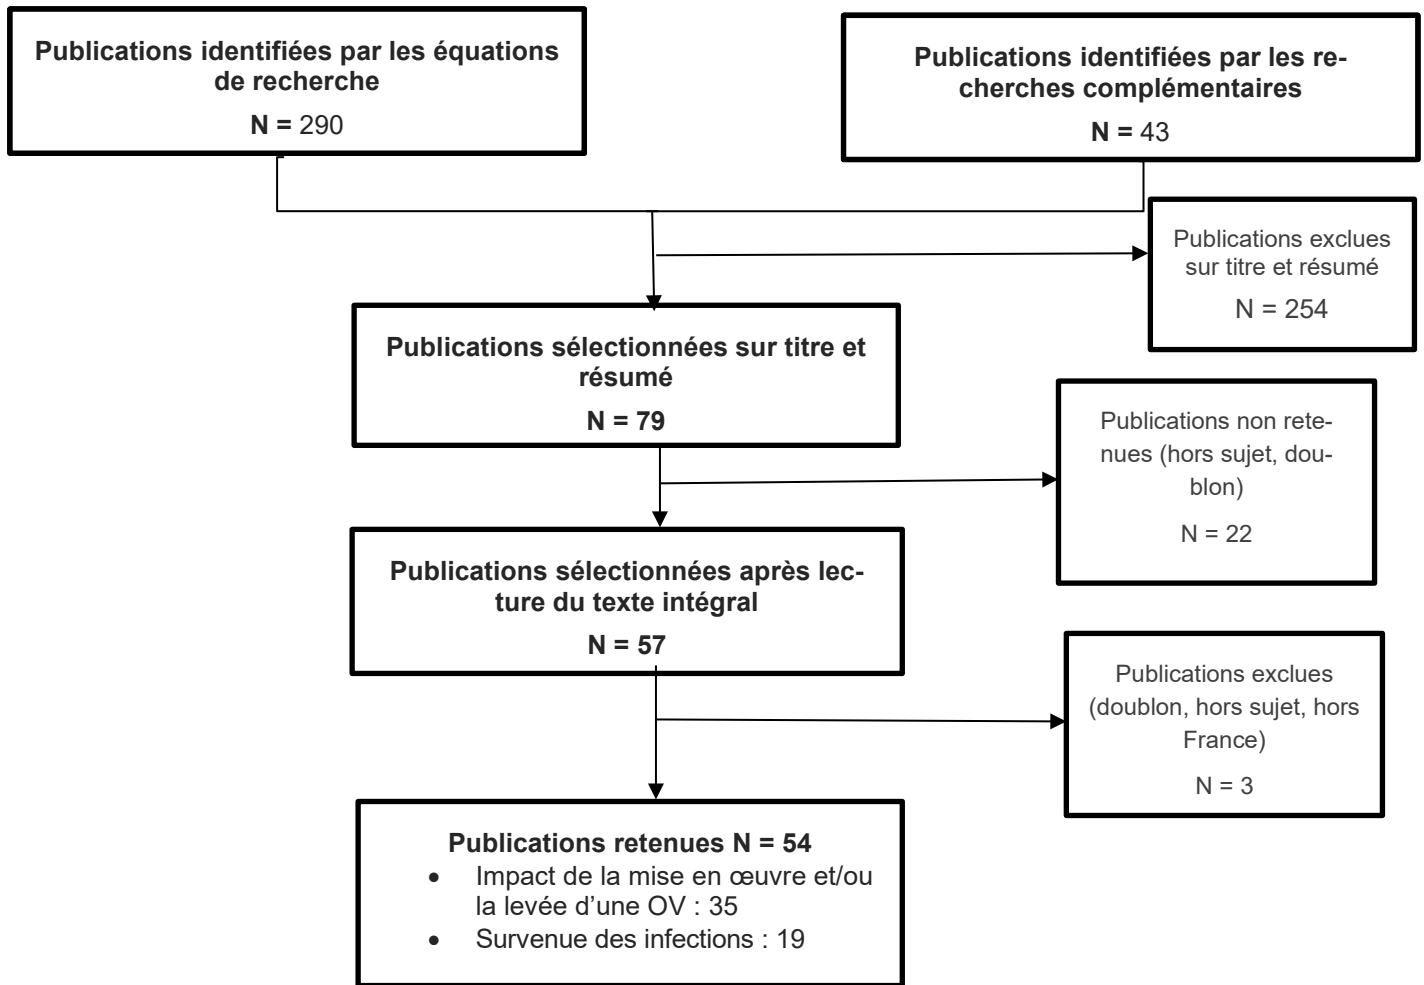 Publications identifiées par les équations
de recherche
N = 290
Publications identifiées par les re-
cherches complémentaires
N = 43
Publications exclues
sur titre et résumé
N = 254
Publications sélectionnées sur titre et
résumé
N = 79
Publications non rete-
nues (hors sujet, dou-
blon)
N = 22
Publications sélectionnées après lec-
ture du texte intégral
N = 57
Publications exclues
(doublon, hors sujet, hors
France)
N = 3
Publications retenues N = 54
• Impact de la mise en œuvre et/ou
la levée d’une OV : 35
• Survenue des infections : 19